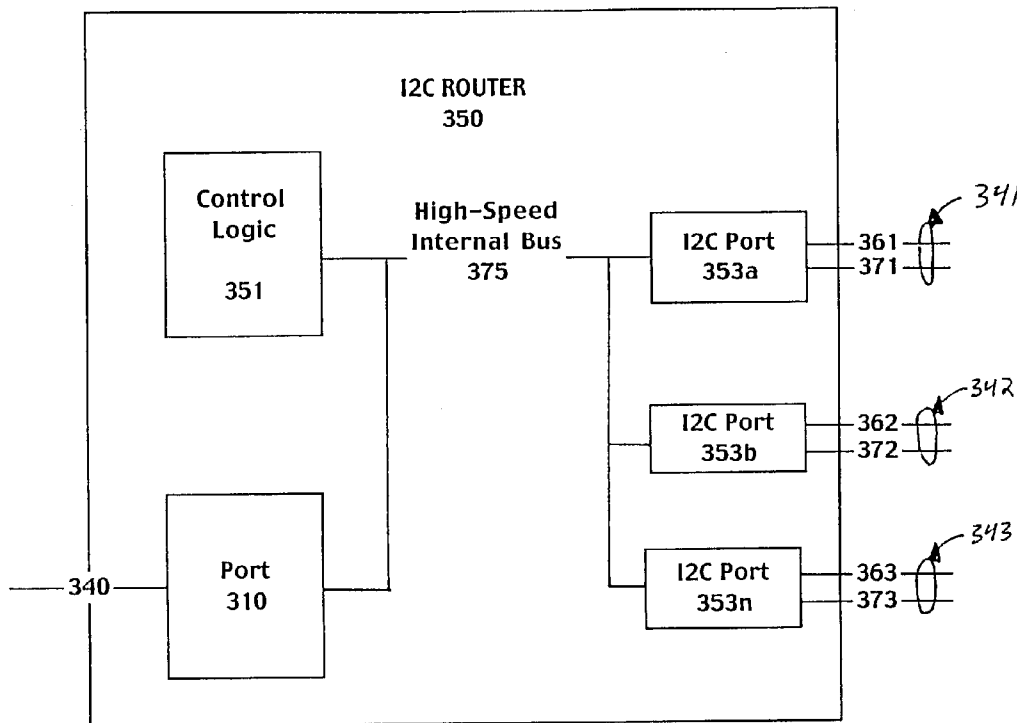 I2C ROUTER
350
Control
Logic
351
High-Speed
Internal Bus
375
I2C Port
353a
361
371
341
I2C Port
353b
362
372
342
340
Port
310
I2C Port
353n
363
373
343